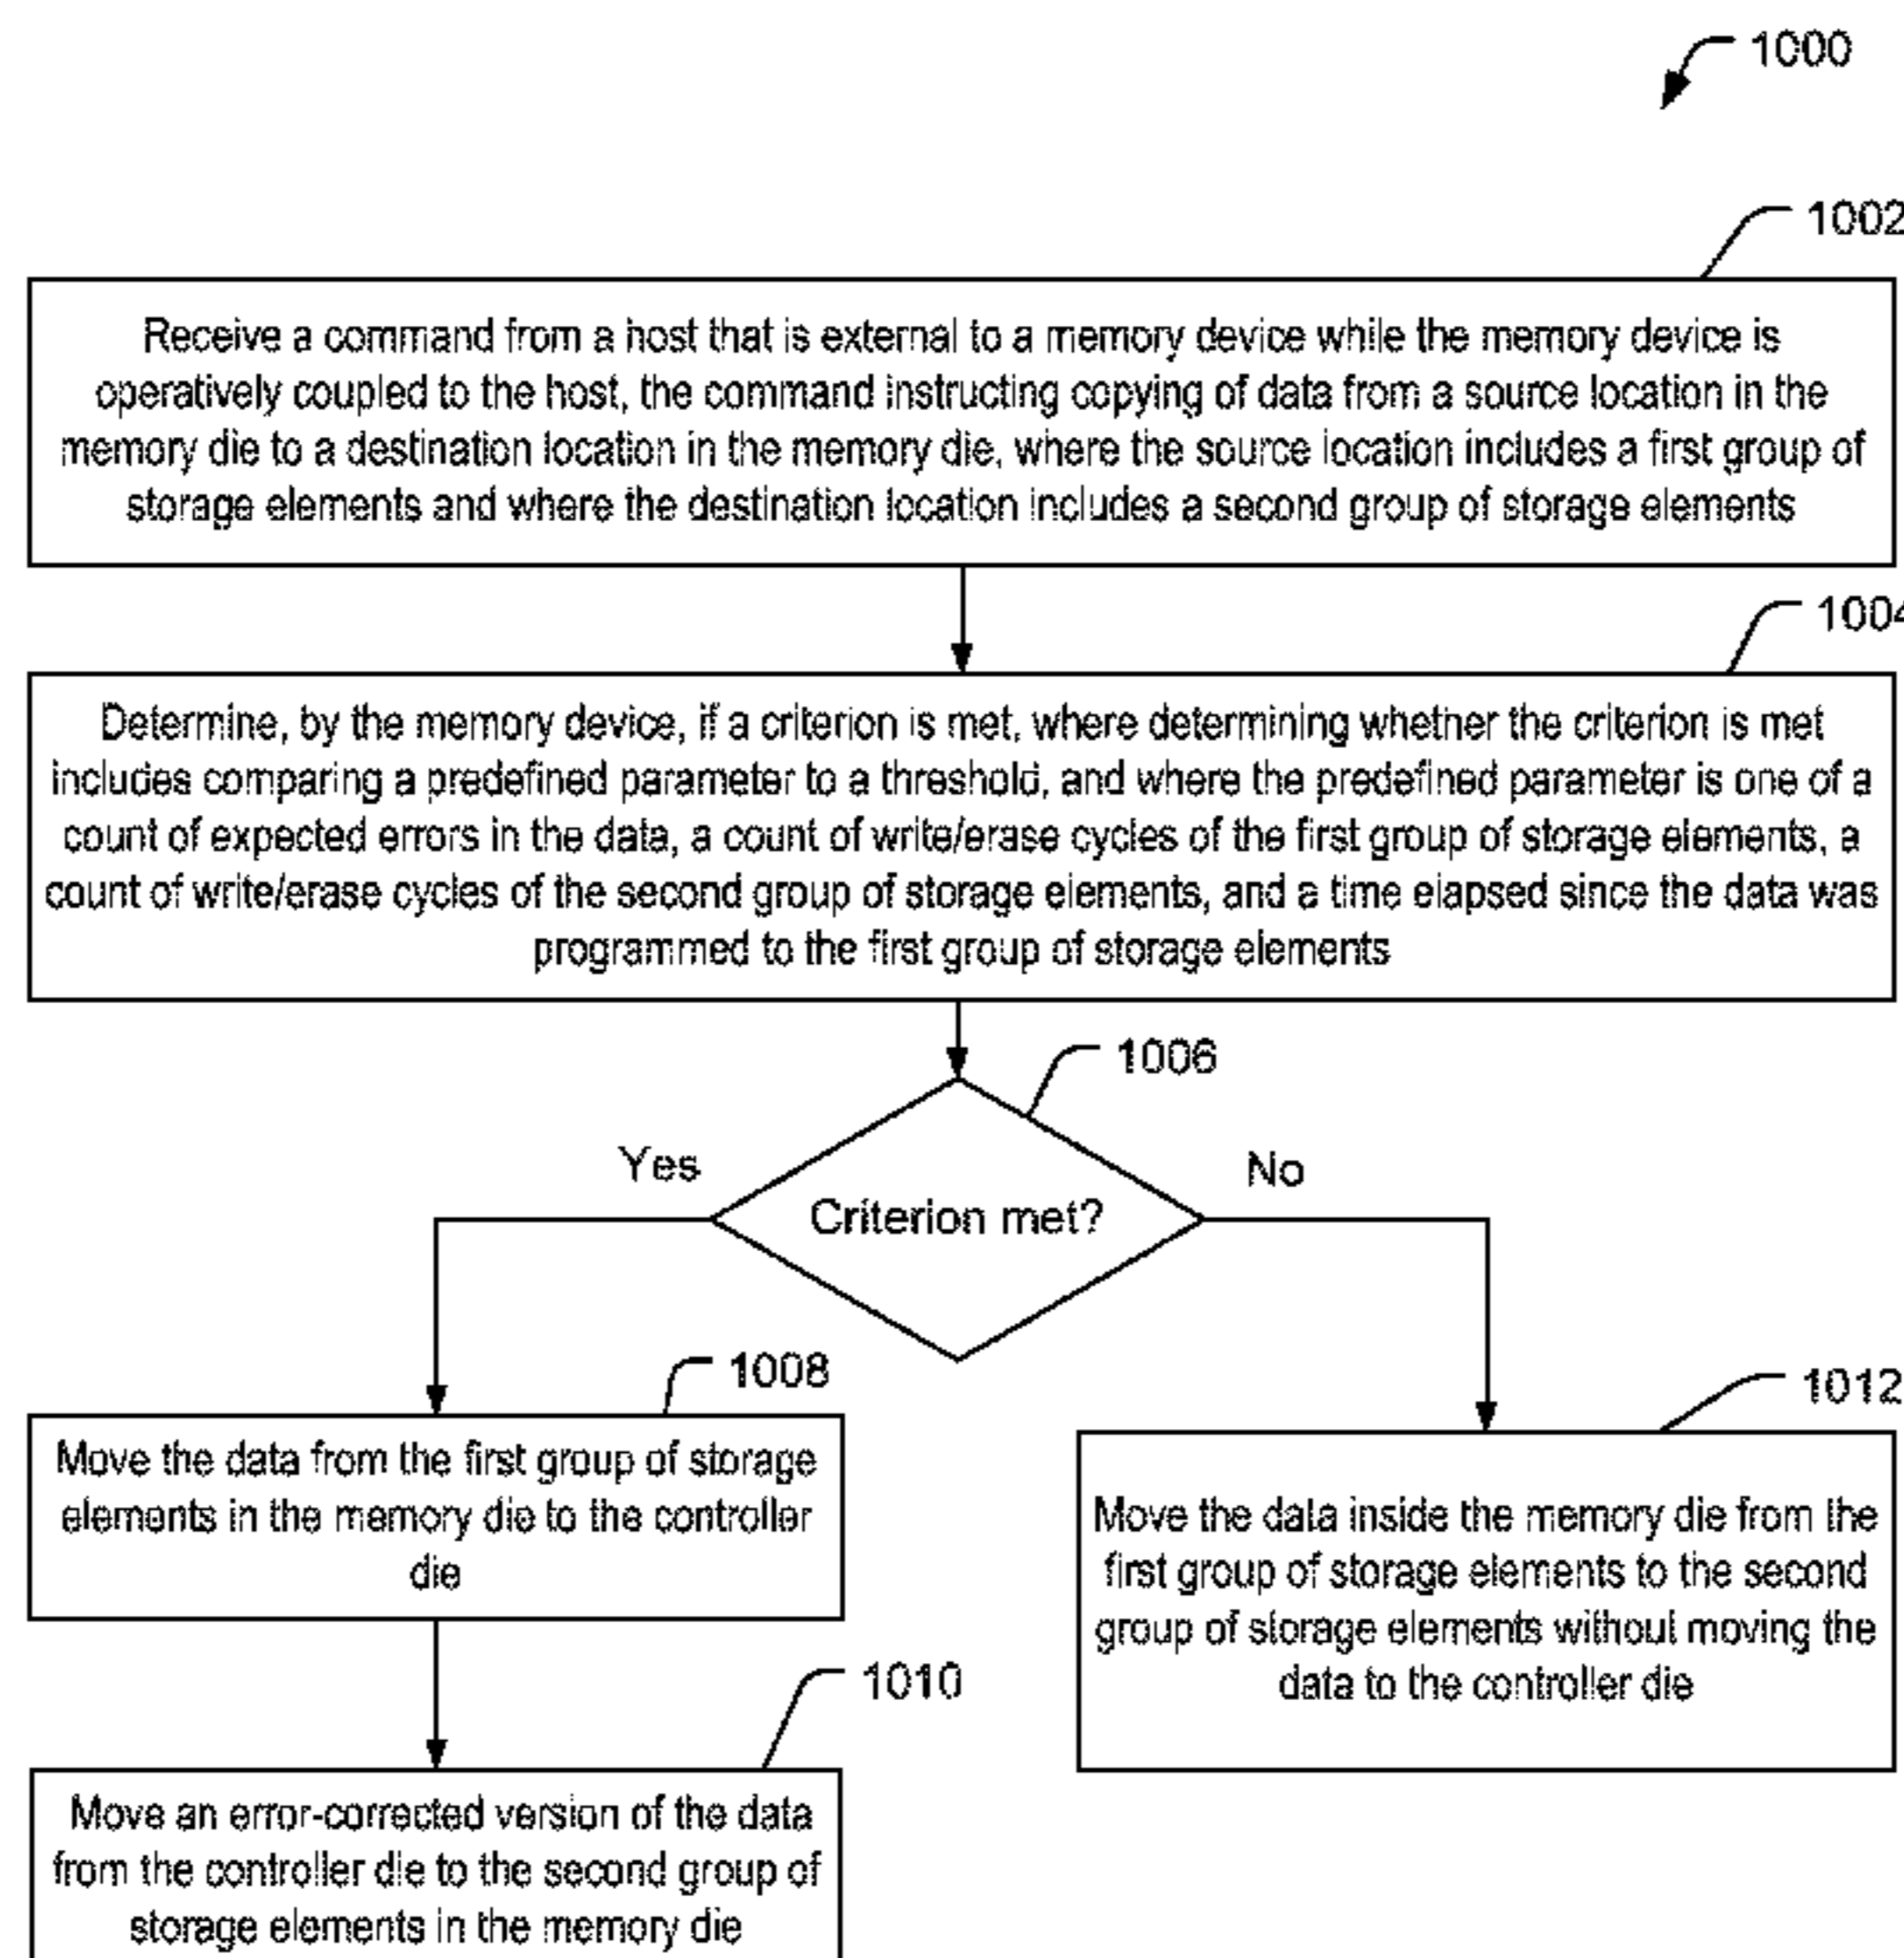 1000
1002
Receive a command from a host that is external to a memory device while the memory device is
operatively coupled to the host, the command instructing copying of data from a source location in the
memory die to a destination location in the memory die, where the source location includes a first group of
storage elements and where the destination location includes a second group of storage elements
1004
Determine, by the memory device, if a criterion is met, where determining whether the criterion is met
includes comparing a predefined parameter to a threshold, and where the predefined parameter is one of a
count of expected errors in the data, a count of write/erase cycles of the first group of storage elements, a
count of write/erase cycles of the second group of storage elements, and a time elapsed since the data was
programmed to the first group of storage elements
1006
Yes
No
Criterion met?
1008
Move the data from the first group of storage
elements in the memory die to the controller
die
1012
Move the data inside the memory die from the
first group of storage elements to the second
group of storage elements without moving the
data to the controller die
1010
Move an error-corrected version of the data
from the controller die to the second group of
storage elements in the memory die